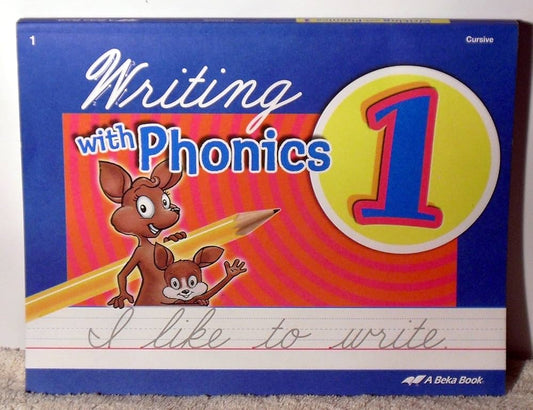 1
Cursive
Writing
with Phonics
1
I like to write.
A Beka Book